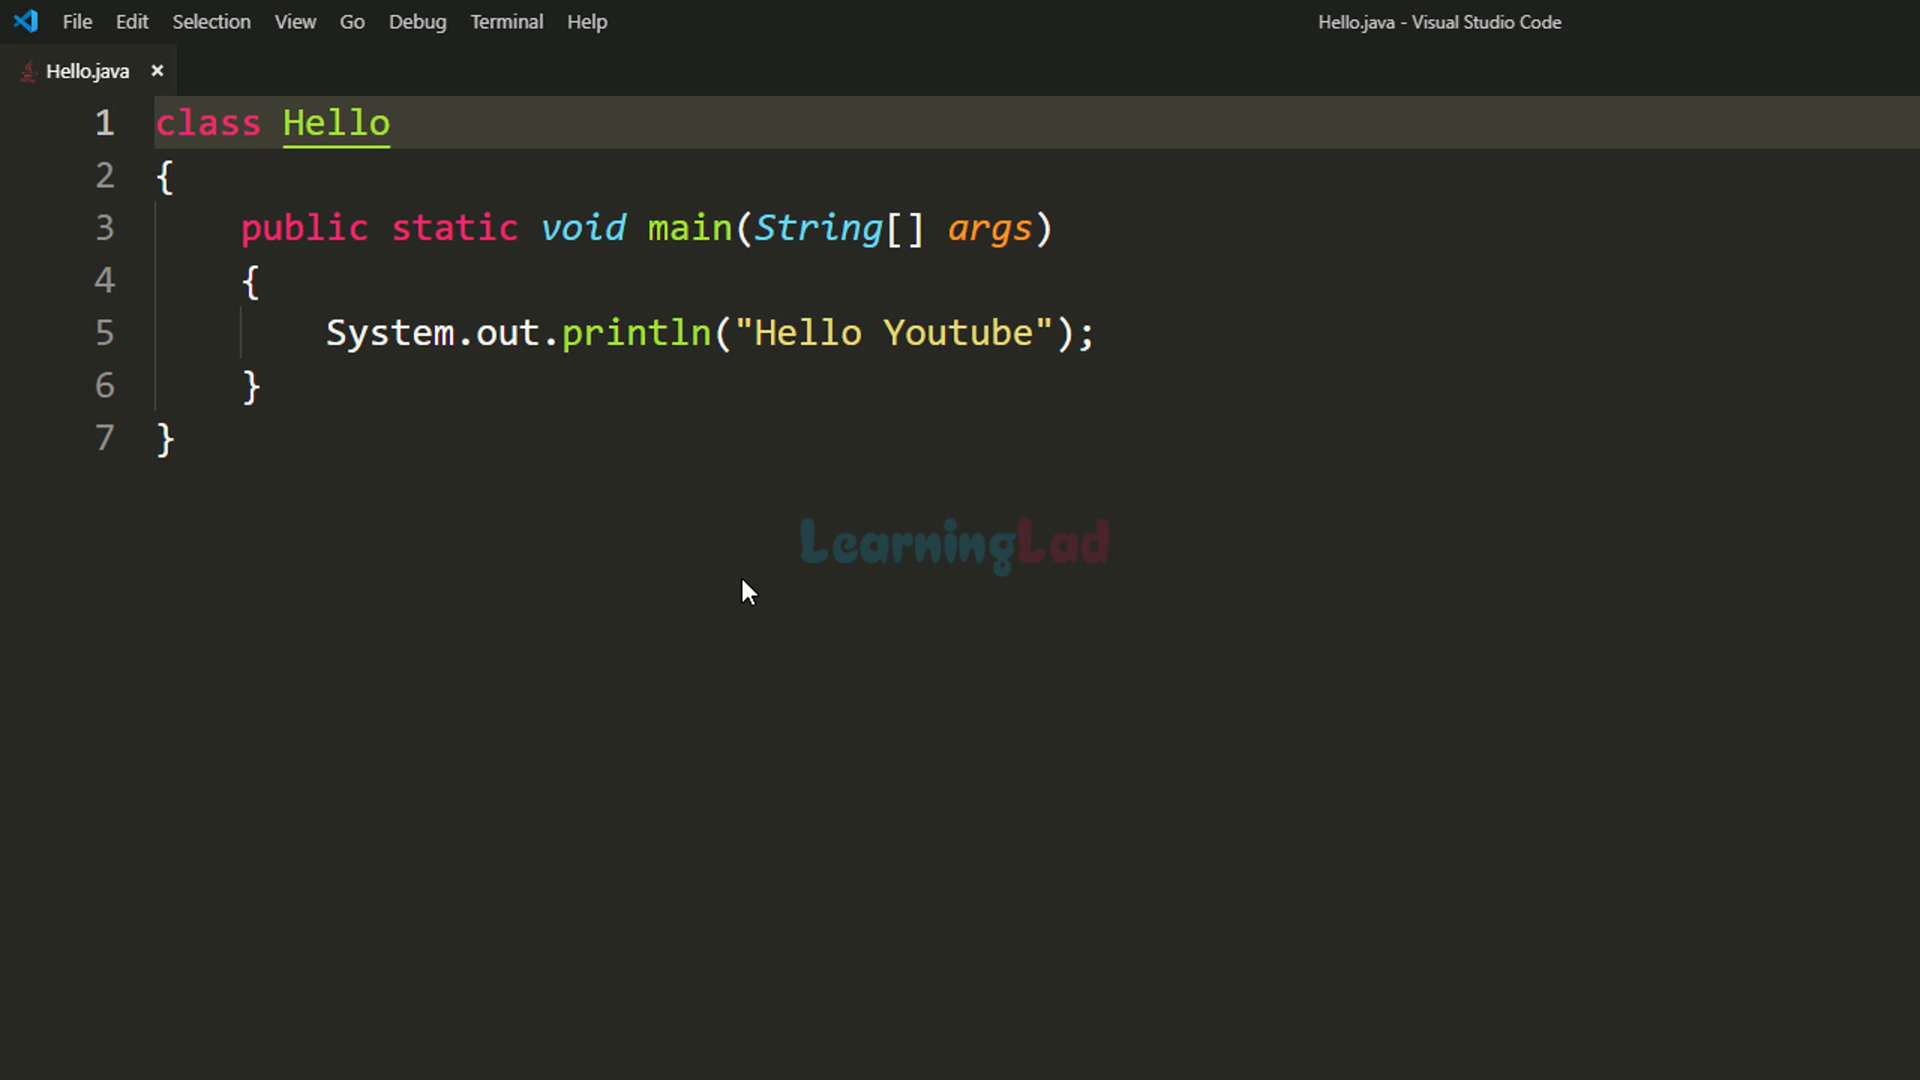 File Edit Selection View Go Debug Terminal Help Hello.java - Visual Studio Code
Hello.java ×
1 class Hello
2 {
3 public static void main(String[] args)
4 {
5 System.out.println("Hello Youtube");
6 }
7 }
LearningLad